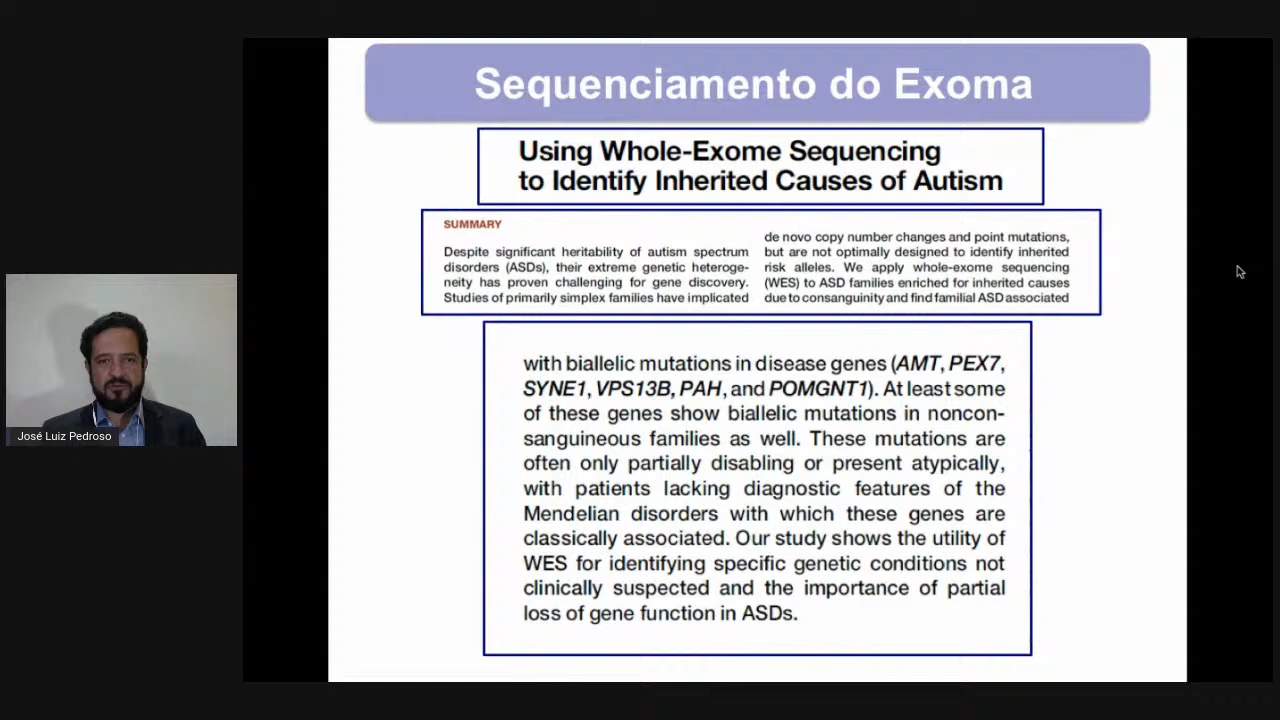 Sequenciamento do Exoma
Using Whole-Exome Sequencing
to Identify Inherited Causes of Autism
SUMMARY
Despite significant heritability of autism spectrum
disorders (ASDs), their extreme genetic heteroge-
neity has proven challenging for gene discovery.
Studies of primarily simplex families have implicated
de novo copy number changes and point mutations,
but are not optimally designed to identify inherited
risk alleles. We apply whole-exome sequencing
(WES) to ASD families enriched for inherited causes
due to consanguinity and find familial ASD associated
with biallelic mutations in disease genes (AMT, PEX7,
SYNE1, VPS13B, PAH, and POMGNT1). At least some
of these genes show biallelic mutations in noncon-
sanguineous families as well. These mutations are
often only partially disabling or present atypically,
with patients lacking diagnostic features of the
Mendelian disorders with which these genes are
classically associated. Our study shows the utility of
WES for identifying specific genetic conditions not
clinically suspected and the importance of partial
loss of gene function in ASDs.
José Luiz Pedroso